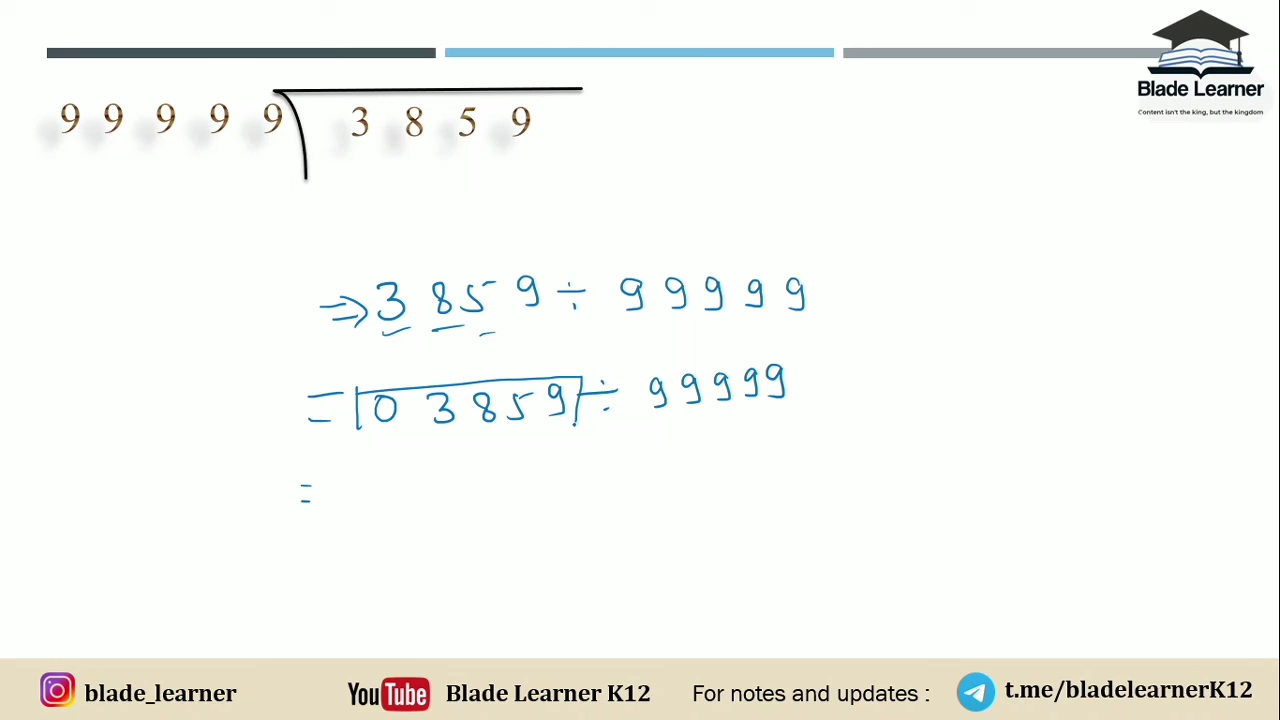 Blade Learner
Content isn't the king, but the kingdom
9 9 9 9 9 3 8 5 9
⇒ 3 8 5 9 ÷ 9 9 9 9 9
= 0 3 8 5 9 ÷ 9 9 9 9 9
=
blade_learner YouTube Blade Learner K12 For notes and updates : t.me/bladelearnerK12